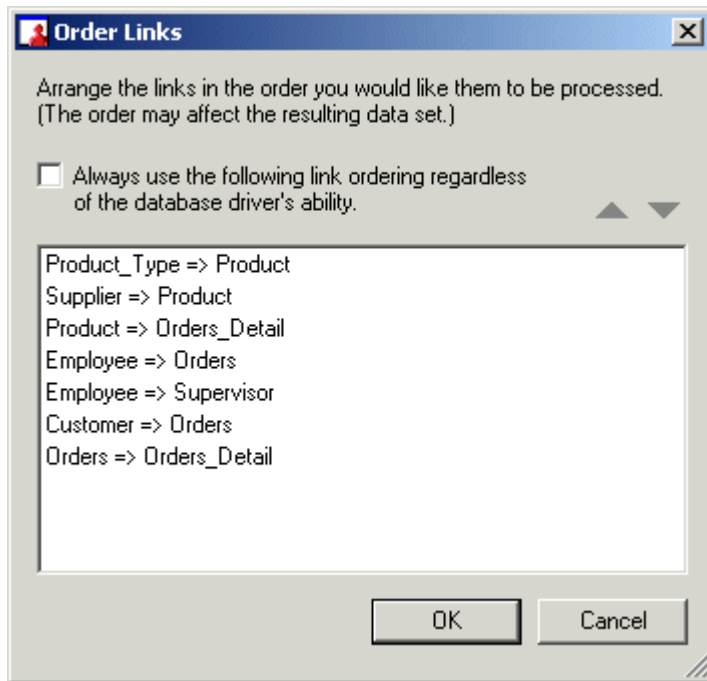 Order Links
Arrange the links in the order you would like them to be processed.
(The order may affect the resulting data set.)
Always use the following link ordering regardless
of the database driver's ability.
Product_Type => Product
Supplier => Product
Product => Orders_Detail
Employee => Orders
Employee => Supervisor
Customer => Orders
Orders => Orders_Detail
OK
Cancel